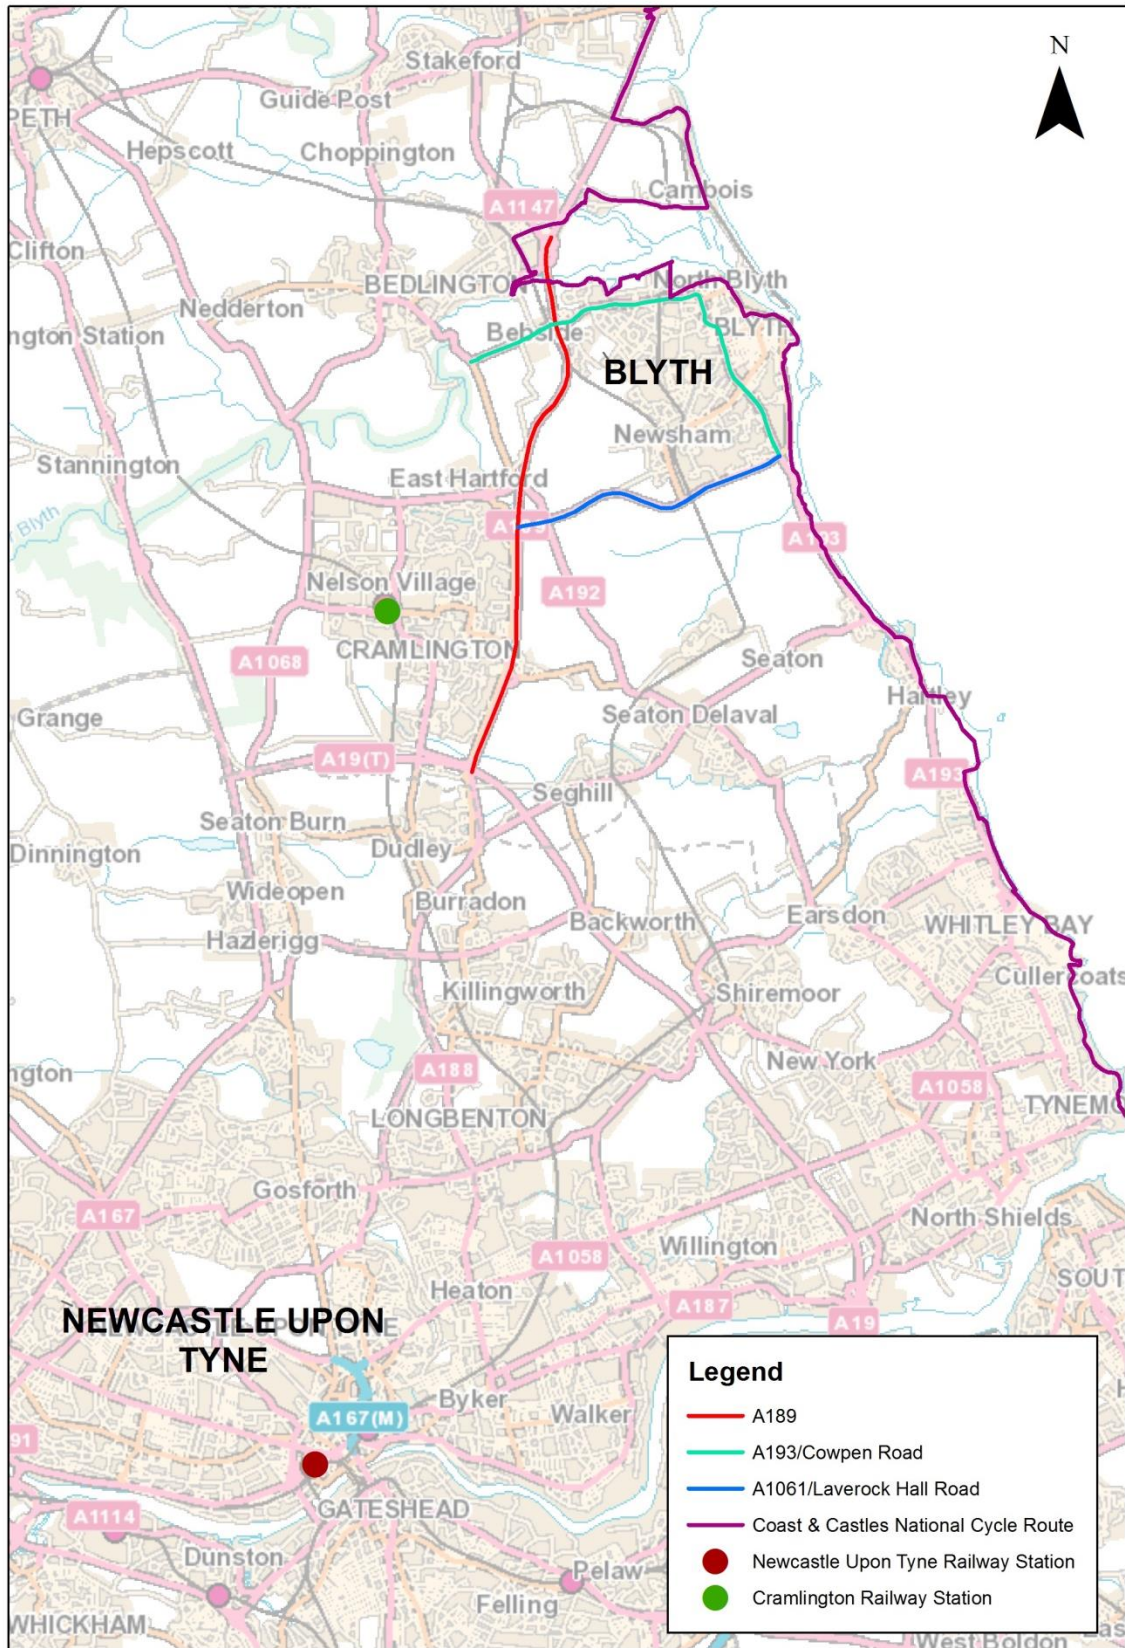 N
Stakeford
Guide Post
PETH
Hepscott
Choppington
Cambois
A1147
Clifton
BEDLINGTON
North Blyth
Nedderton
ngton Station
Bebside
BLYTH
BLYTH
Newsham
Stannington
East Hartford
Blyth
A193
Nelson Village
A192
CRAMLINGTON
Seaton
A1068
Hartley
Grange
Seaton Delaval
A19(T)
A193
Seghill
Seaton Burn
Dinnington
Dudley
Wideopen
Burradon
Backworth
Earsdon
WHITLEY BAY
Hazlerigg
Cullercoats
Killingworth
Shiremoor
New York
ngton
A188
A1058
LONGBENTON
TYNEMO
Gosforth
A167
North Shields
A1058
Willington
SOUT
Heaton
A187
A19
NEWCASTLE UPON
TYNE
Byker
A167(M)
Walker
91
GATESHEAD
A1114
Dunston
Pelaw
Felling
WHICKHAM
West Boldon
Legend
A189
A193/Cowpen Road
A1061/Laverock Hall Road
Coast & Castles National Cycle Route
Newcastle Upon Tyne Railway Station
Cramlington Railway Station